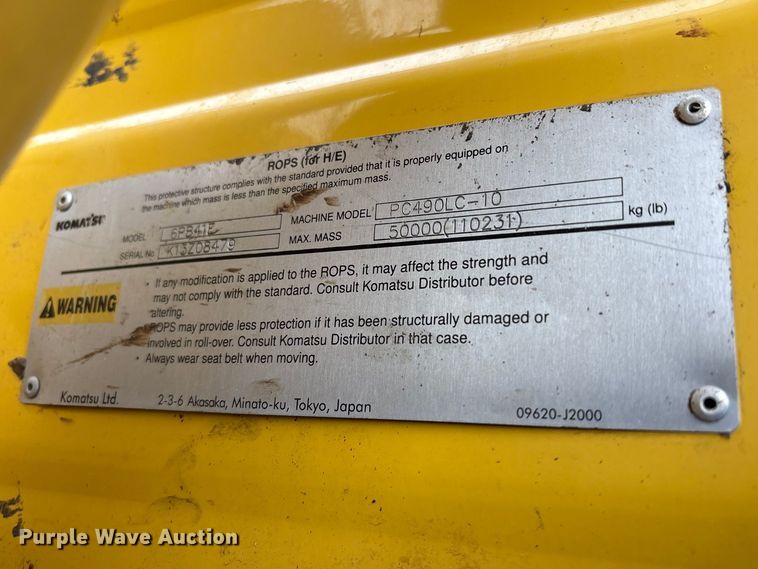 ROPS (for H/E)
This protective structure complies with the standard provided that it is properly equipped on
the machine which mass is less than the specified maximum mass.
KOMATSU
MODEL 6PB41E MACHINE MODEL PC490LC-10
SERIAL No K13Z08479 MAX. MASS 50000(110231) kg (lb)
WARNING
• If any modification is applied to the ROPS, it may affect the strength and
may not comply with the standard. Consult Komatsu Distributor before
altering.
• ROPS may provide less protection if it has been structurally damaged or
involved in roll-over. Consult Komatsu Distributor in that case.
• Always wear seat belt when moving.
Komatsu Ltd. 2-3-6 Akasaka, Minato-ku, Tokyo, Japan 09620-J2000
Purple Wave Auction